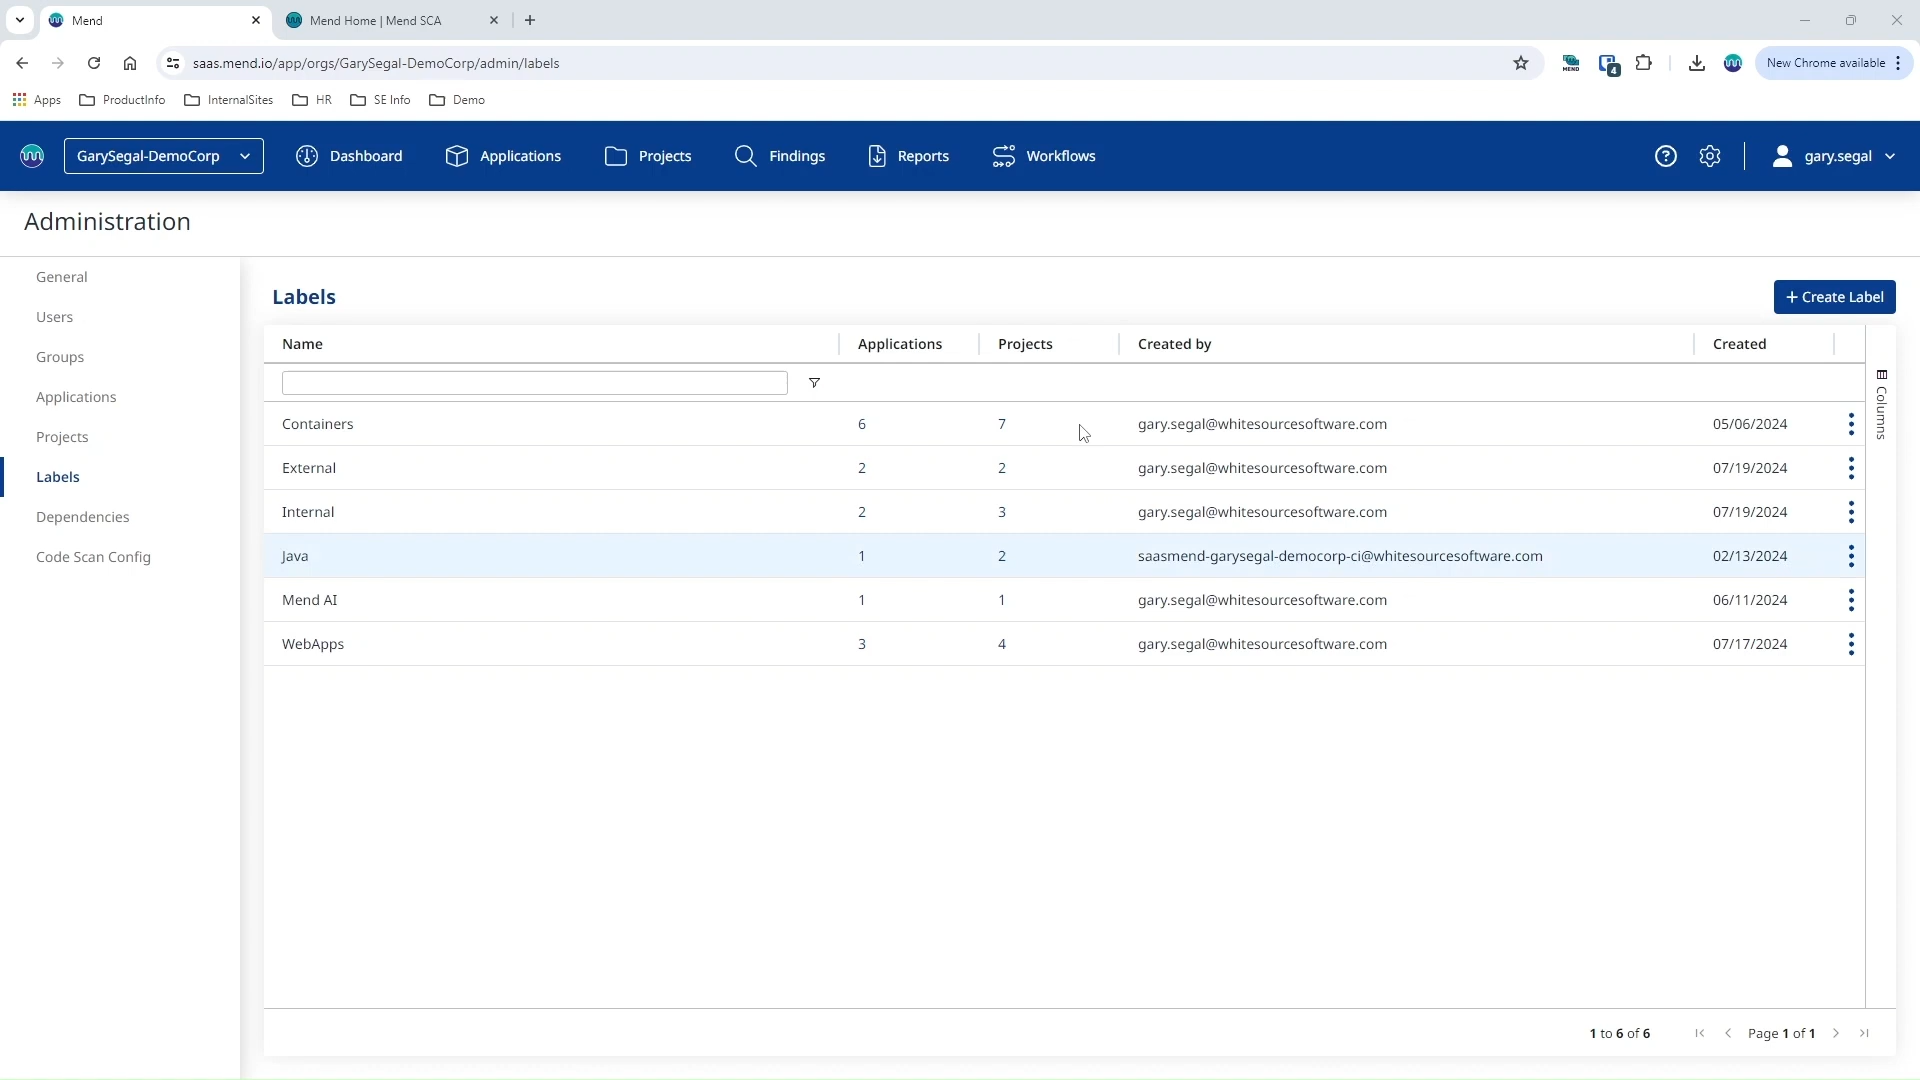 Mend
Mend Home | Mend SCA
saas.mend.io/app/orgs/GarySegal-DemoCorp/admin/labels
MEND
4
New Chrome available
Apps
ProductInfo
InternalSites
HR
SE Info
Demo
GarySegal-DemoCorp
Dashboard
Applications
Projects
Findings
Reports
Workflows
gary.segal
Administration
General
Users
Groups
Applications
Projects
Labels
Dependencies
Code Scan Config
Labels
+ Create Label
Name Applications Projects Created by Created
Columns
Containers 6 7 gary.segal@whitesourcesoftware.com 05/06/2024
External 2 2 gary.segal@whitesourcesoftware.com 07/19/2024
Internal 2 3 gary.segal@whitesourcesoftware.com 07/19/2024
Java 1 2 saasmend-garysegal-democorp-ci@whitesourcesoftware.com 02/13/2024
Mend AI 1 1 gary.segal@whitesourcesoftware.com 06/11/2024
WebApps 3 4 gary.segal@whitesourcesoftware.com 07/17/2024
1 to 6 of 6 Page 1 of 1